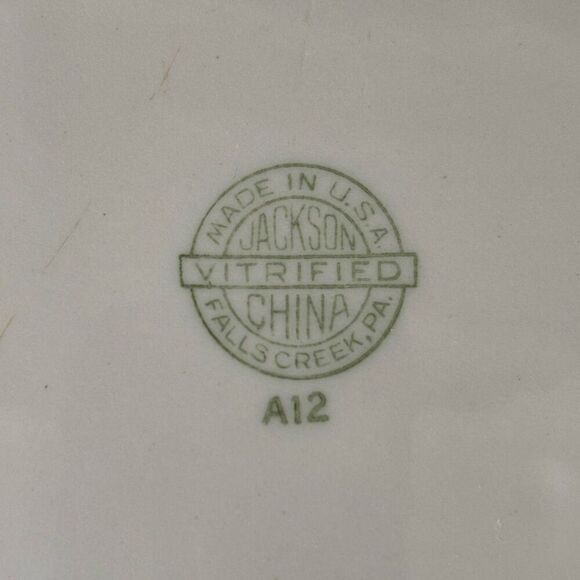 MADE IN U.S.A.
JACKSON
VITRIFIED
CHINA
FALLS CREEK, PA.
A12